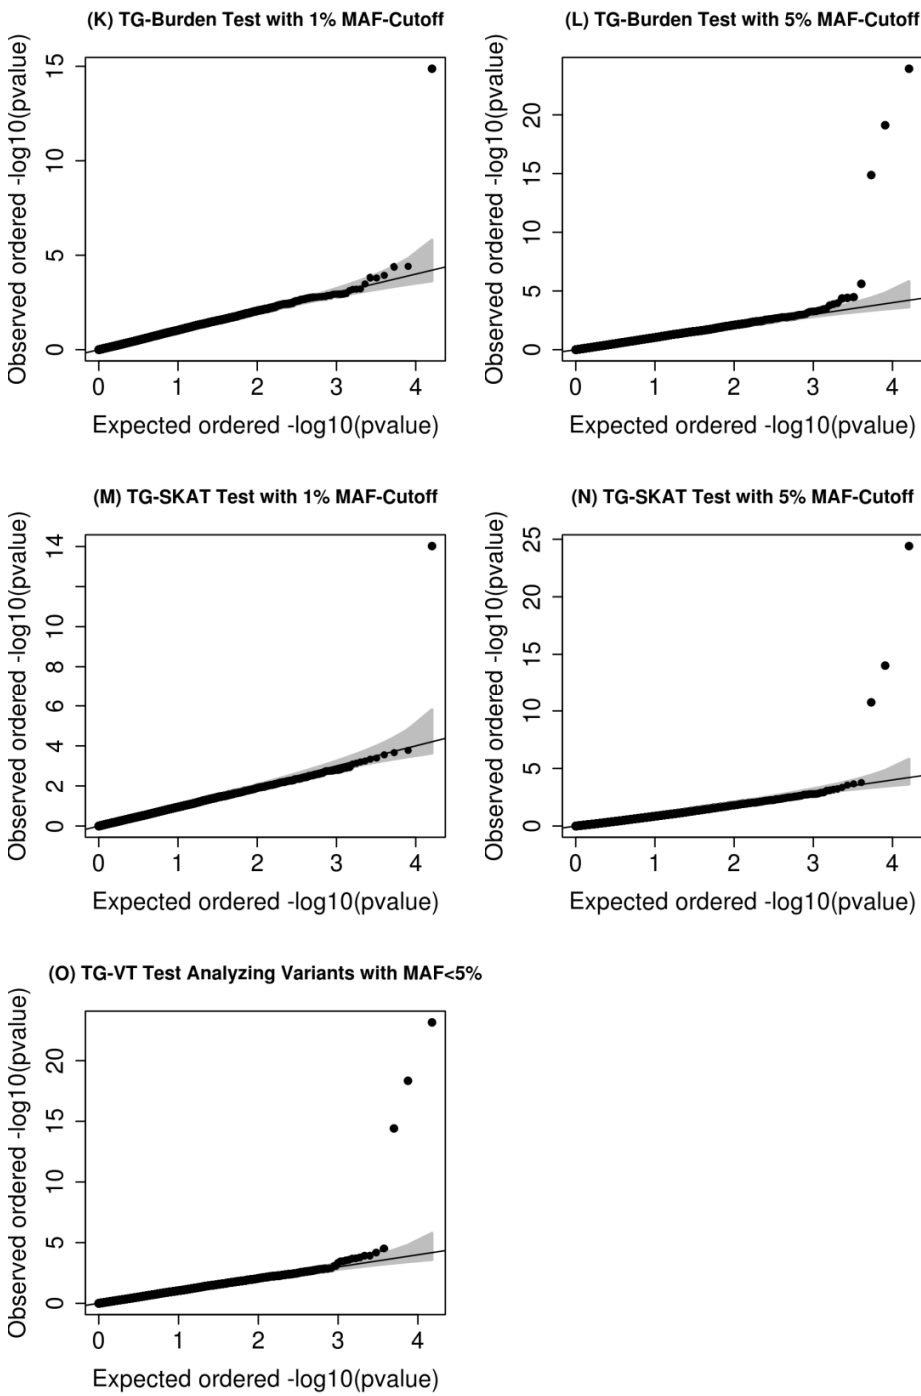 (K) TG-Burden Test with 1% MAF-Cutoff
Observed ordered -log10(pvalue)
15
10
5
0
0 1 2 3 4
Expected ordered -log10(pvalue)
(L) TG-Burden Test with 5% MAF-Cutoff
Observed ordered -log10(pvalue)
20
15
10
5
0
0 1 2 3 4
Expected ordered -log10(pvalue)
(M) TG-SKAT Test with 1% MAF-Cutoff
Observed ordered -log10(pvalue)
14
10
8
6
4
2
0
0 1 2 3 4
Expected ordered -log10(pvalue)
(N) TG-SKAT Test with 5% MAF-Cutoff
Observed ordered -log10(pvalue)
25
20
15
10
5
0
0 1 2 3 4
Expected ordered -log10(pvalue)
(O) TG-VT Test Analyzing Variants with MAF<5%
Observed ordered -log10(pvalue)
20
15
10
5
0
0 1 2 3 4
Expected ordered -log10(pvalue)